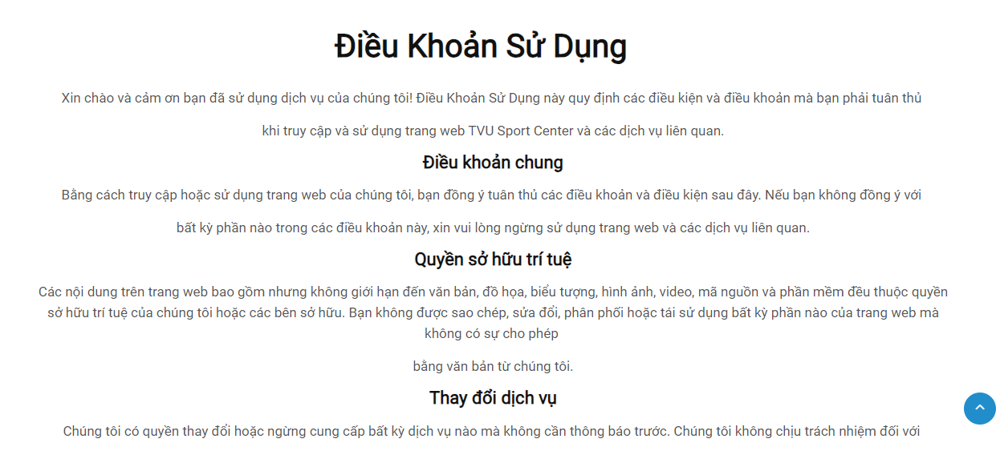 Điều Khoản Sử Dụng
Xin chào và cảm ơn bạn đã sử dụng dịch vụ của chúng tôi! Điều Khoản Sử Dụng này quy định các điều kiện và điều khoản mà bạn phải tuân thủ
khi truy cập và sử dụng trang web TVU Sport Center và các dịch vụ liên quan.
Điều khoản chung
Bằng cách truy cập hoặc sử dụng trang web của chúng tôi, bạn đồng ý tuân thủ các điều khoản và điều kiện sau đây. Nếu bạn không đồng ý với
bất kỳ phần nào trong các điều khoản này, xin vui lòng ngừng sử dụng trang web và các dịch vụ liên quan.
Quyền sở hữu trí tuệ
Các nội dung trên trang web bao gồm nhưng không giới hạn đến văn bản, đồ họa, biểu tượng, hình ảnh, video, mã nguồn và phần mềm đều thuộc quyền
sở hữu trí tuệ của chúng tôi hoặc các bên sở hữu. Bạn không được sao chép, sửa đổi, phân phối hoặc tái sử dụng bất kỳ phần nào của trang web mà
không có sự cho phép
bằng văn bản từ chúng tôi.
Thay đổi dịch vụ
Chúng tôi có quyền thay đổi hoặc ngừng cung cấp bất kỳ dịch vụ nào mà không cần thông báo trước. Chúng tôi không chịu trách nhiệm đối với